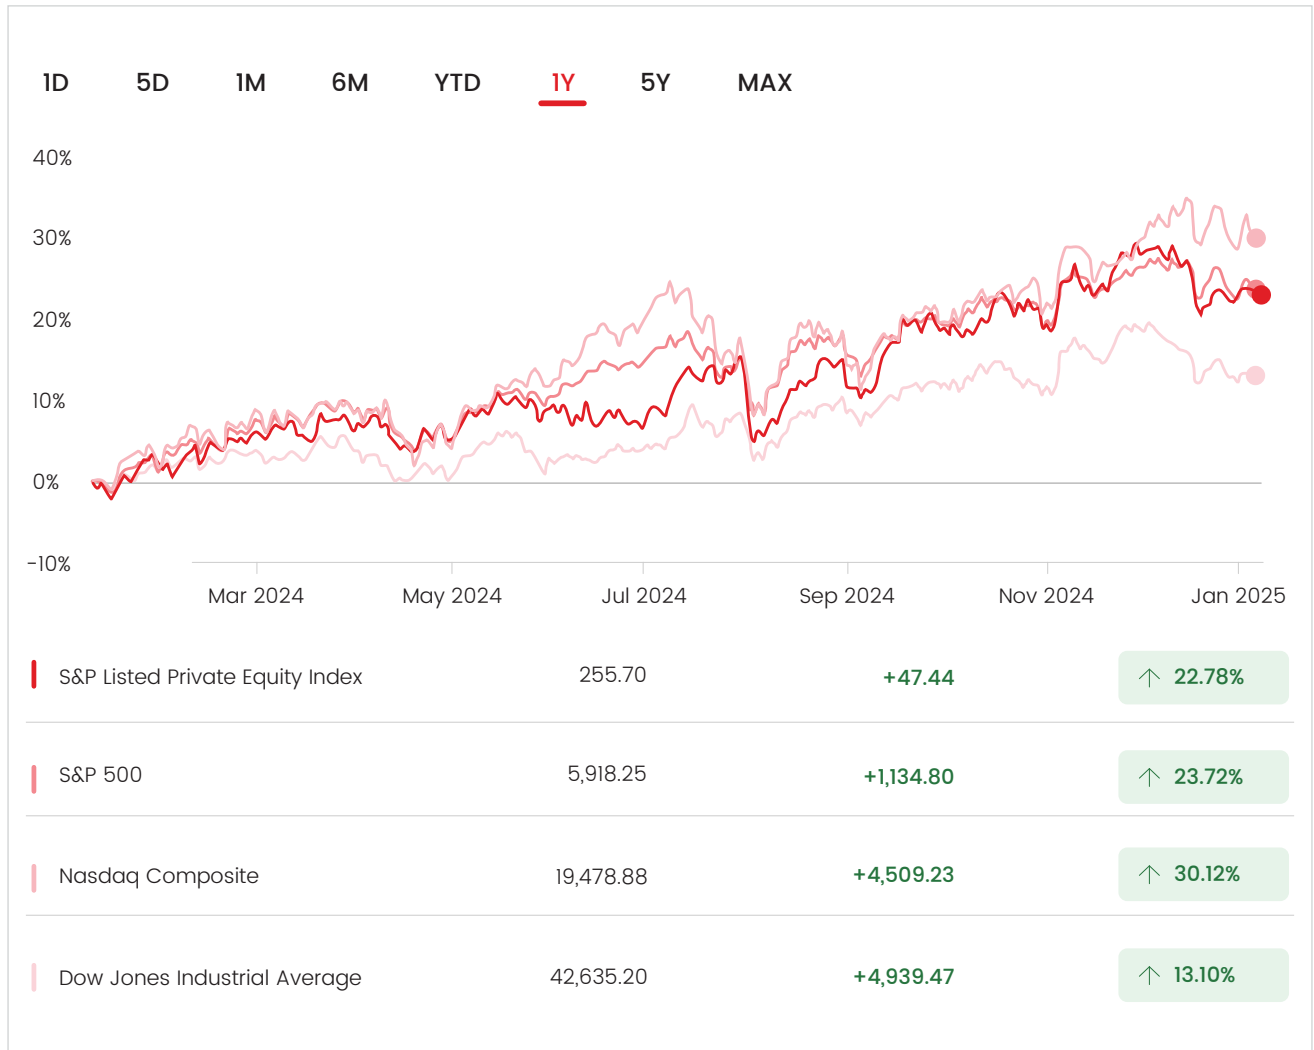 1D 5D 1M 6M YTD 1Y 5Y MAX
40%
30%
20%
10%
0%
-10%
Mar 2024 May 2024 Jul 2024 Sep 2024 Nov 2024 Jan 2025
S&P Listed Private Equity Index 255.70 +47.44 ↑ 22.78%
S&P 500 5,918.25 +1,134.80 ↑ 23.72%
Nasdaq Composite 19,478.88 +4,509.23 ↑ 30.12%
Dow Jones Industrial Average 42,635.20 +4,939.47 ↑ 13.10%